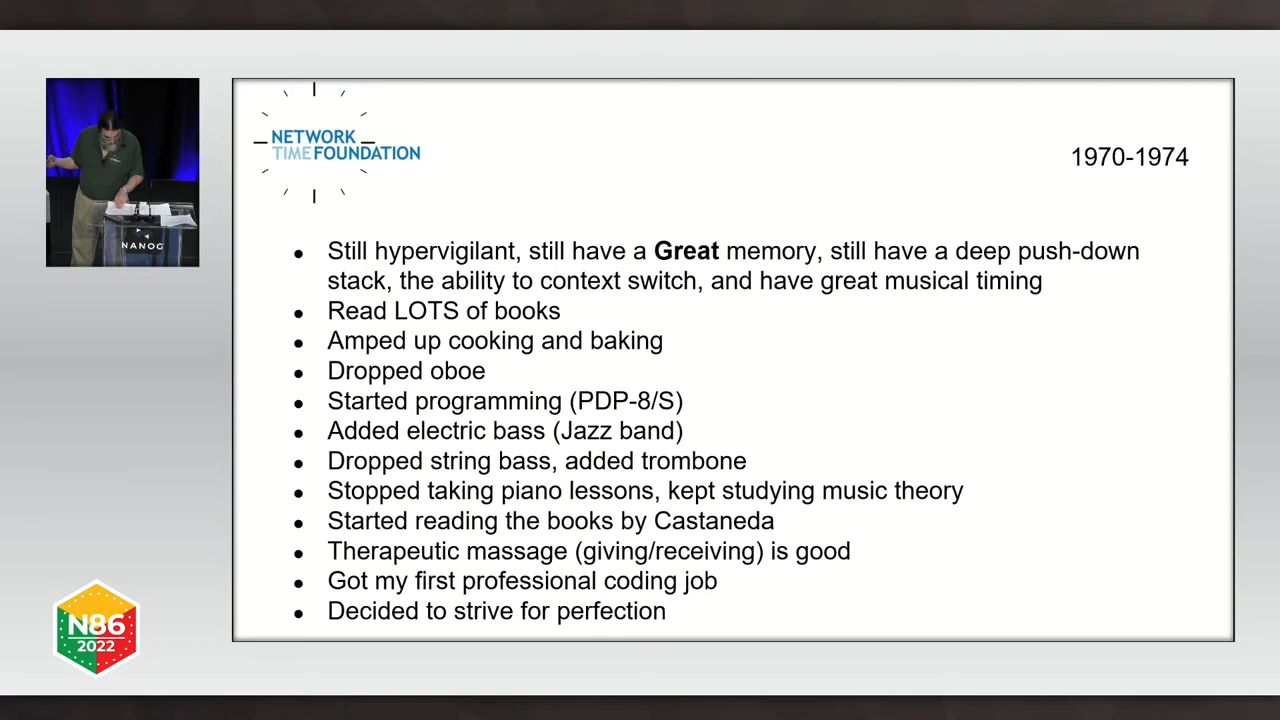 NETWORK
TIME FOUNDATION
1970-1974
Still hypervigilant, still have a Great memory, still have a deep push-down
stack, the ability to context switch, and have great musical timing
Read LOTS of books
Amped up cooking and baking
Dropped oboe
Started programming (PDP-8/S)
Added electric bass (Jazz band)
Dropped string bass, added trombone
Stopped taking piano lessons, kept studying music theory
Started reading the books by Castaneda
Therapeutic massage (giving/receiving) is good
Got my first professional coding job
Decided to strive for perfection
NANOG
N86
2022